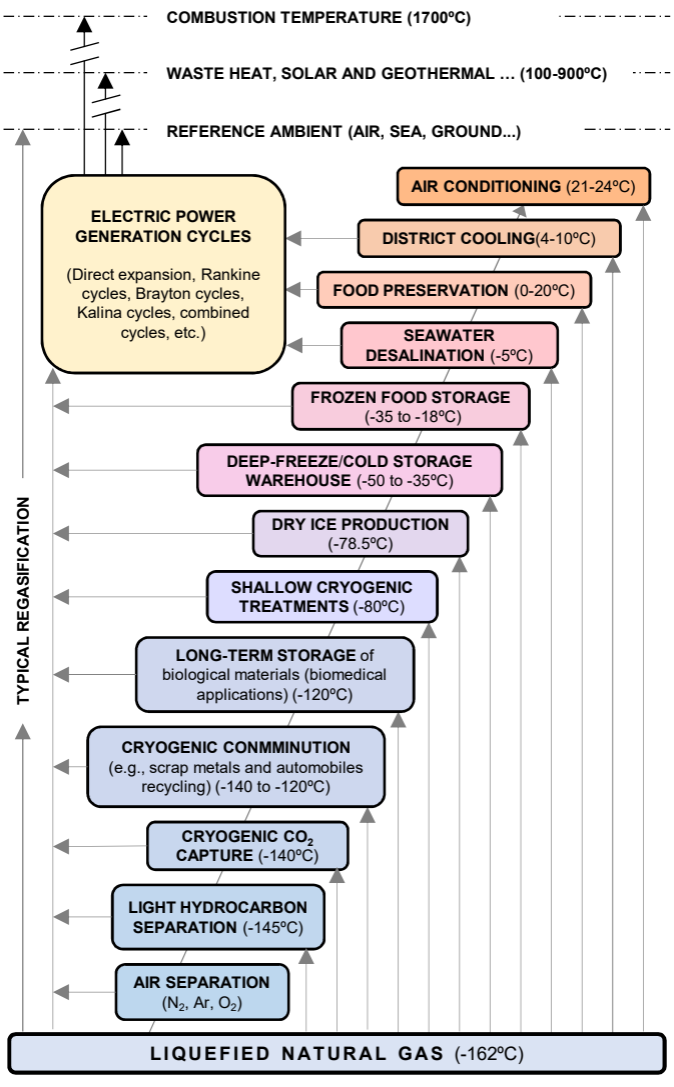 COMBUSTION TEMPERATURE (1700ºC)
WASTE HEAT, SOLAR AND GEOTHERMAL ... (100-900ºC)
REFERENCE AMBIENT (AIR, SEA, GROUND...)
ELECTRIC POWER
GENERATION CYCLES
(Direct expansion, Rankine
cycles, Brayton cycles,
Kalina cycles, combined
cycles, etc.)
AIR CONDITIONING (21-24ºC)
DISTRICT COOLING(4-10ºC)
FOOD PRESERVATION (0-20ºC)
SEAWATER
DESALINATION (-5ºC)
FROZEN FOOD STORAGE
(-35 to -18ºC)
DEEP-FREEZE/COLD STORAGE
WAREHOUSE (-50 to -35ºC)
DRY ICE PRODUCTION
(-78.5ºC)
SHALLOW CRYOGENIC
TREATMENTS (-80ºC)
LONG-TERM STORAGE of
biological materials (biomedical
applications) (-120ºC)
CRYOGENIC CONMMINUTION
(e.g., scrap metals and automobiles
recycling) (-140 to -120ºC)
CRYOGENIC CO₂
CAPTURE (-140ºC)
LIGHT HYDROCARBON
SEPARATION (-145ºC)
AIR SEPARATION
(N₂, Ar, O₂)
TYPICAL REGASIFICATION
LIQUEFIED NATURAL GAS (-162ºC)